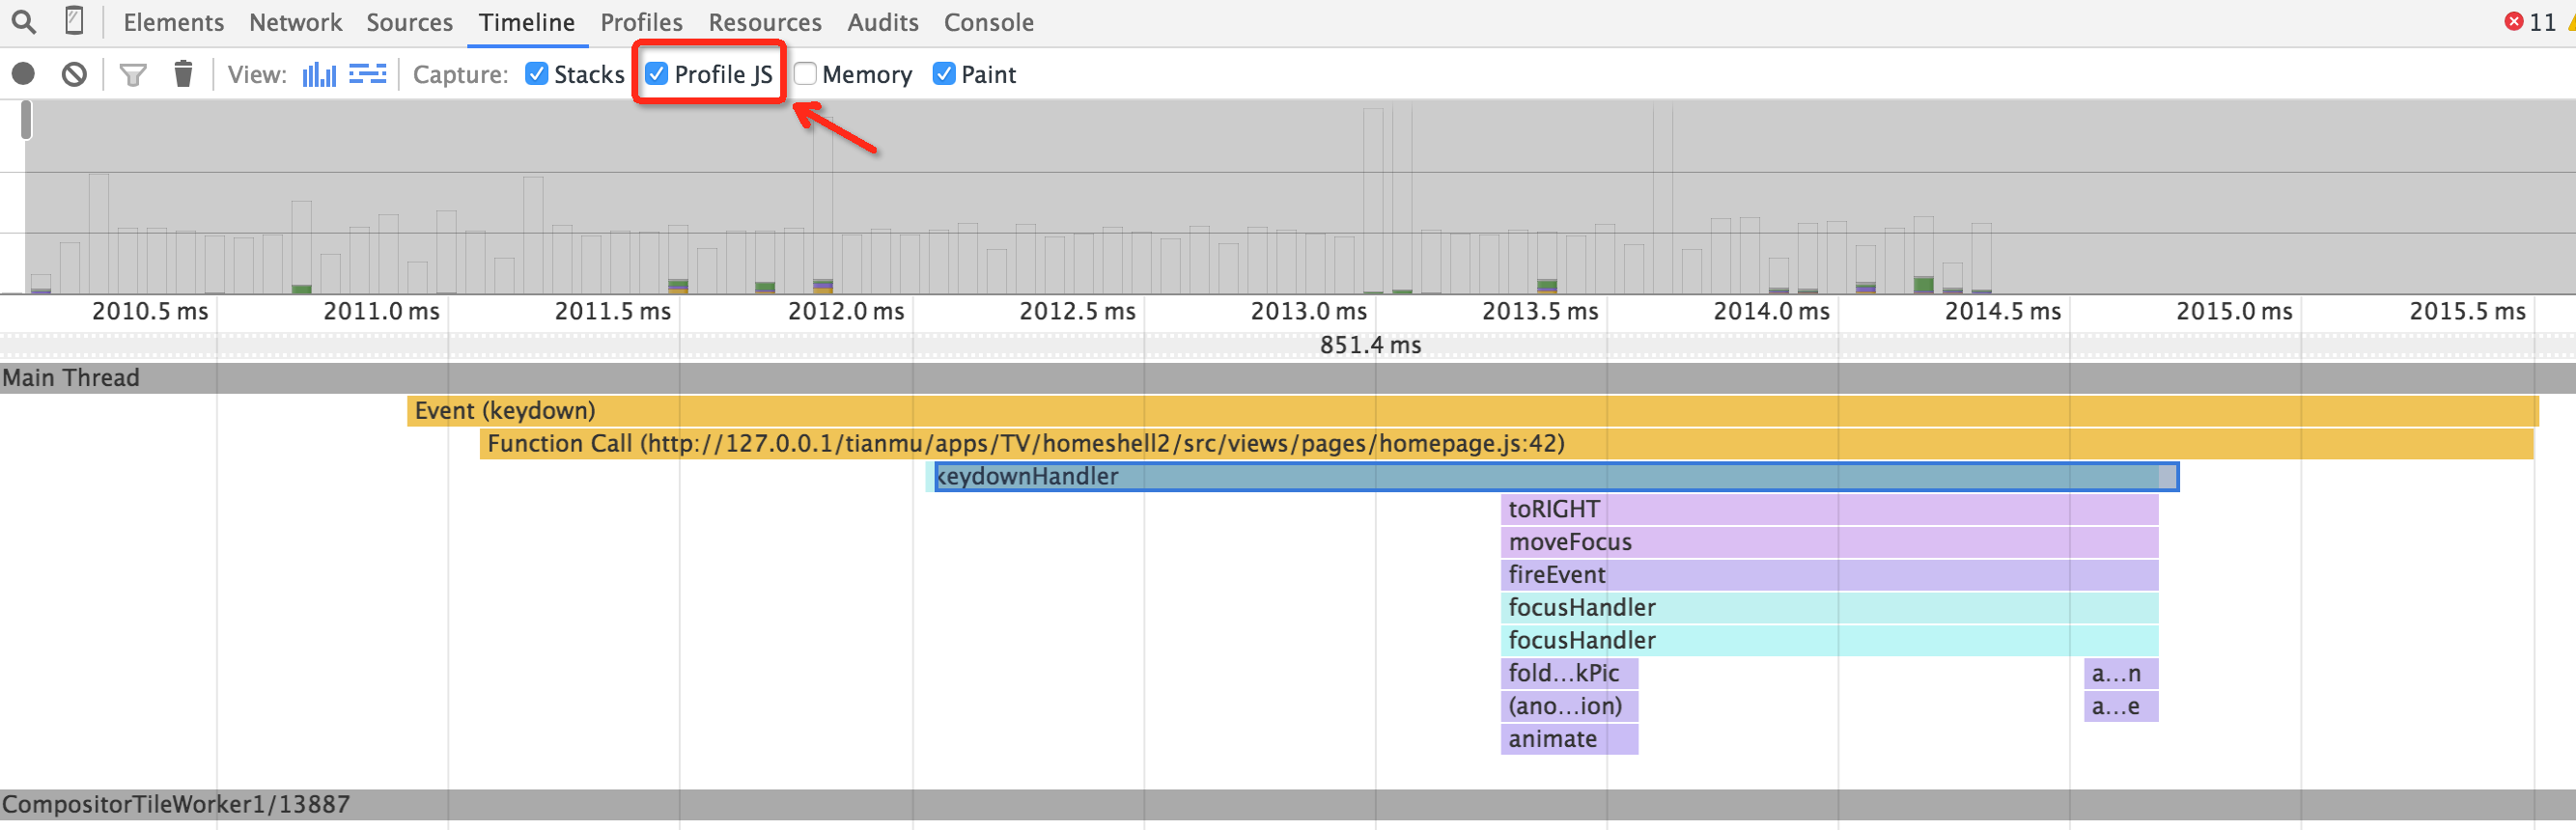 Elements Network Sources Timeline Profiles Resources Audits Console 11
View: Capture: Stacks Profile JS Memory Paint
2010.5 ms 2011.0 ms 2011.5 ms 2012.0 ms 2012.5 ms 2013.0 ms 2013.5 ms 2014.0 ms 2014.5 ms 2015.0 ms 2015.5 ms
851.4 ms
Main Thread
Event (keydown)
Function Call (http://127.0.0.1/tianmu/apps/TV/homeshell2/src/views/pages/homepage.js:42)
keydownHandler
toRIGHT
moveFocus
fireEvent
focusHandler
focusHandler
fold…kPic a…n
(ano…ion) a…e
animate
CompositorTileWorker1/13887